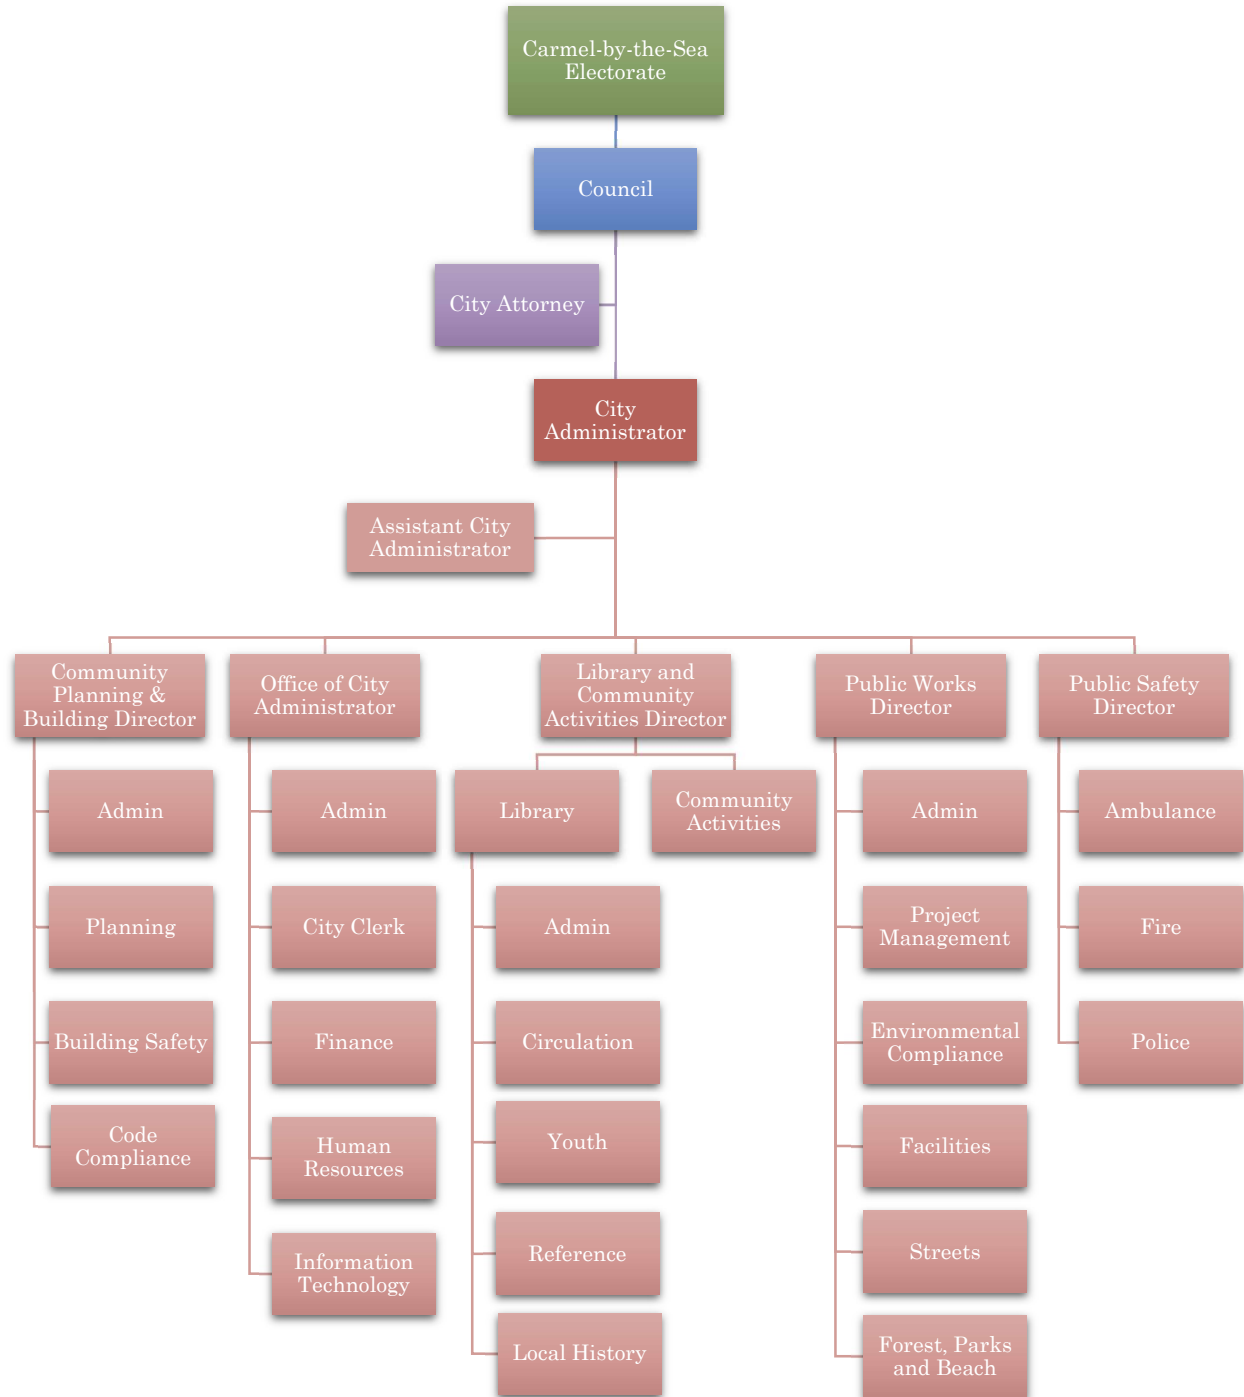 Carmel-by-the-Sea
Electorate
Council
City Attorney
City
Administrator
Assistant City
Administrator
Community
Planning &
Building Director
Admin
Planning
Building Safety
Code
Compliance
Office of City
Administrator
Admin
City Clerk
Finance
Human
Resources
Information
Technology
Library and
Community
Activities Director
Library
Admin
Circulation
Youth
Reference
Local History
Community
Activities
Public Works
Director
Admin
Project
Management
Environmental
Compliance
Facilities
Streets
Forest, Parks
and Beach
Public Safety
Director
Ambulance
Fire
Police